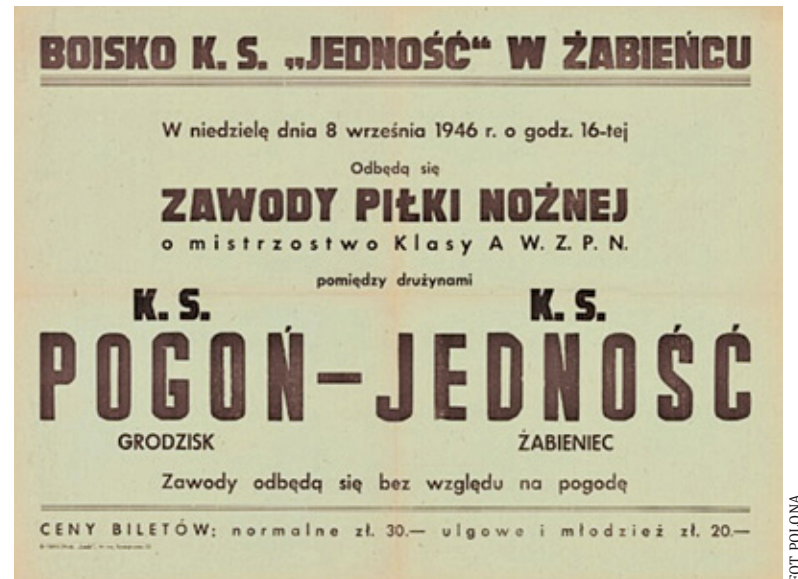 BOISKO K. S. „JEDNOŚĆ“ W ŻABIEŃCU
W niedzielę dnia 8 września 1946 r. o godz. 16-tej
Odbędą się
ZAWODY PIŁKI NOŻNEJ
o mistrzostwo Klasy A W. Z. P. N.
pomiędzy drużynami
K. S. K. S.
POGOŃ–JEDNOŚĆ
GRODZISK ŻABIENIEC
Zawody odbędą się bez względu na pogodę
CENY BILETÓW: normalne zł. 30.— ulgowe i młodzież zł. 20.—
POLONA